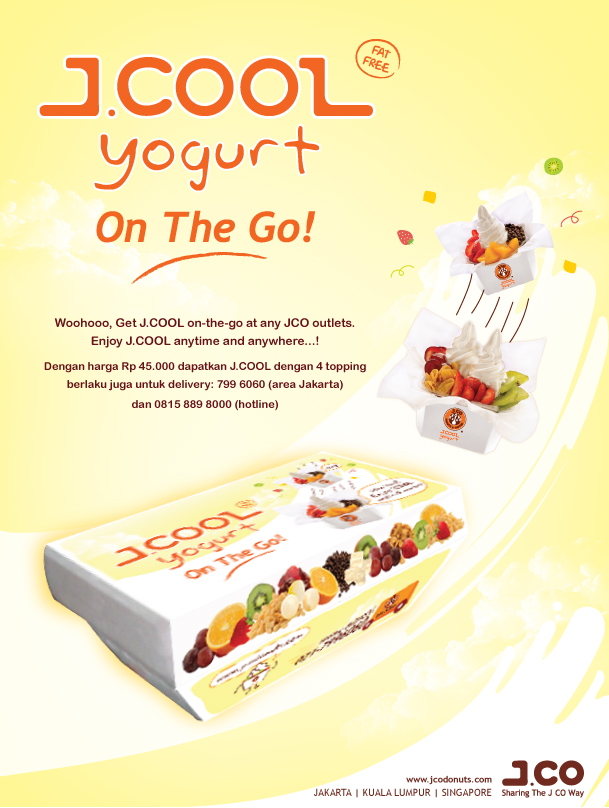 FAT
FREE
J.COOL
yogurt
On The Go!
Woohooo, Get J.COOL on-the-go at any JCO outlets.
Enjoy J.COOL anytime and anywhere...!
Dengan harga Rp 45.000 dapatkan J.COOL dengan 4 topping
berlaku juga untuk delivery: 799 6060 (area Jakarta)
dan 0815 889 8000 (hotline)
J.COOL
yogurt
On The Go!
www.jcodonuts.com
JAKARTA | KUALA LUMPUR | SINGAPORE
J.CO
Sharing The J CO Way